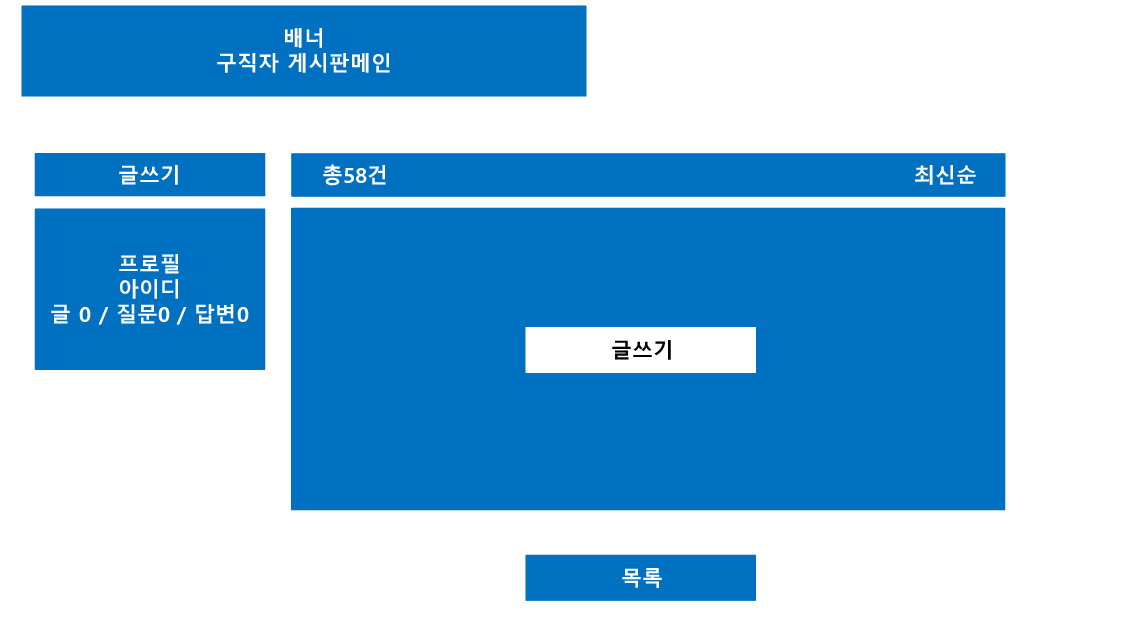 배너
구직자 게시판메인
글쓰기
총58건
최신순
프로필
아이디
글 0 / 질문0 / 답변0
글쓰기
목록